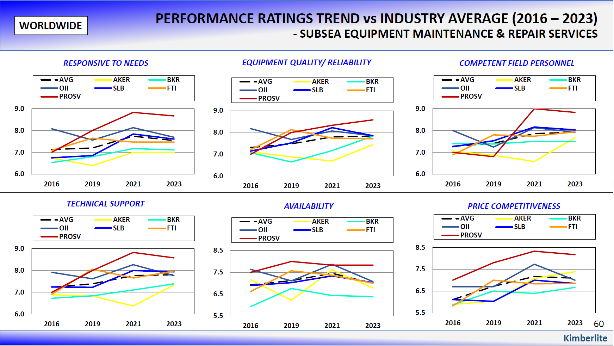 WORLDWIDE
PERFORMANCE RATINGS TREND vs INDUSTRY AVERAGE (2016 – 2023)
- SUBSEA EQUIPMENT MAINTENANCE & REPAIR SERVICES
RESPONSIVE TO NEEDS
AVG AKER BKR
OII SLB FTI
PROSV
9.0
8.0
7.0
6.0
2016 2019 2021 2023
EQUIPMENT QUALITY/ RELIABILITY
AVG AKER BKR
OII SLB FTI
PROSV
9.0
8.0
7.0
6.0
2016 2019 2021 2023
COMPETENT FIELD PERSONNEL
AVG AKER BKR
OII SLB FTI
PROSV
9.0
8.0
7.0
6.0
2016 2019 2021 2023
TECHNICAL SUPPORT
AVG AKER BKR
OII SLB FTI
PROSV
9.0
8.0
7.0
6.0
2016 2019 2021 2023
AVAILABILITY
AVG AKER BKR
OII SLB FTI
PROSV
8.5
7.5
6.5
5.5
2016 2019 2021 2023
PRICE COMPETITIVENESS
AVG AKER BKR
OII SLB FTI
PROSV
8.5
7.5
6.5
5.5
2016 2019 2021 2023
60
Kimberlite